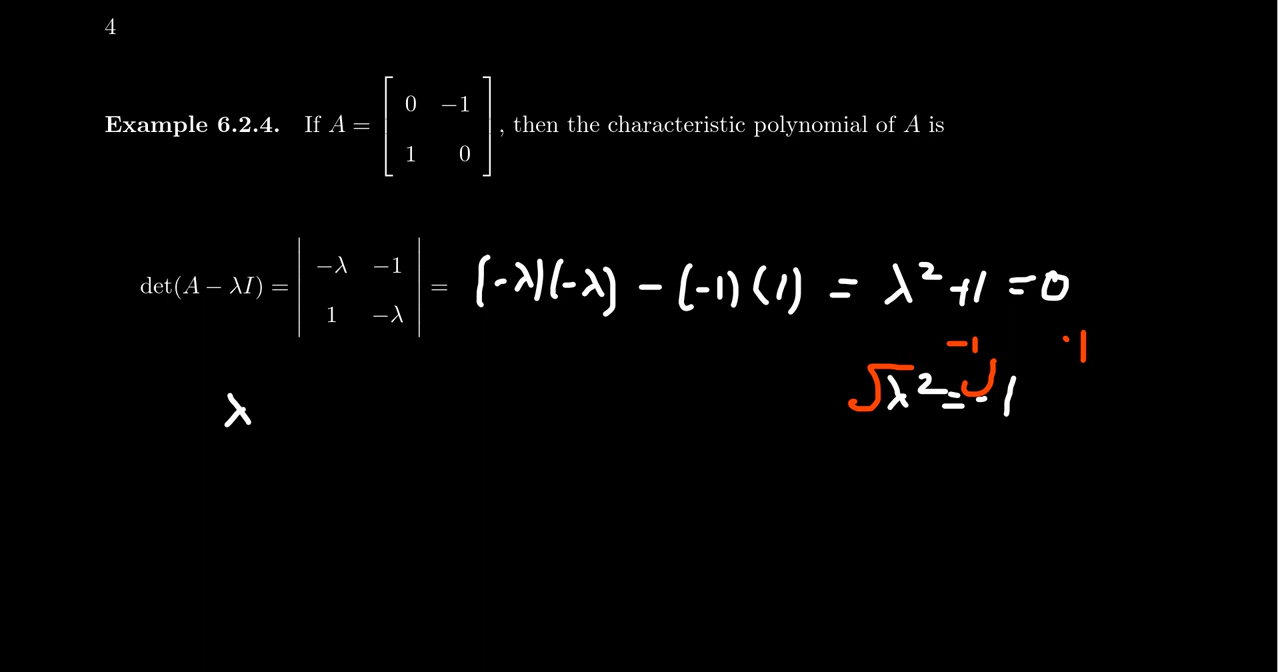 4
Example 6.2.4. If A = [ 0 −1 ; 1 0 ], then the characteristic polynomial of A is
det(A − λI) = | −λ −1 ; 1 −λ | = (-λ)(-λ) - (-1)(1) = λ² + 1 = 0
-1 -1
√λ² = √-1
λ